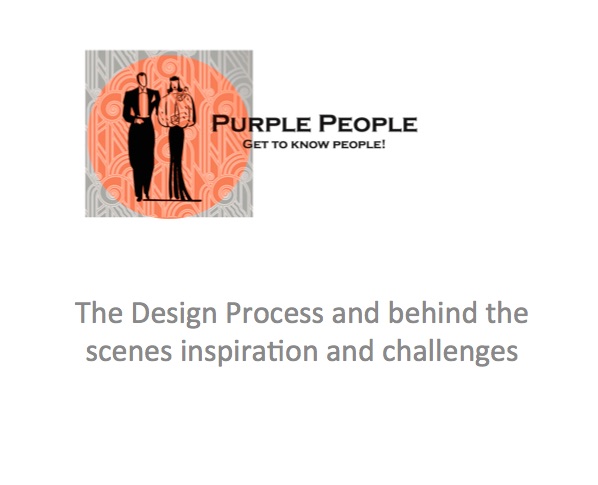 PURPLE PEOPLE
GET TO KNOW PEOPLE!
The Design Process and behind the
scenes inspiration and challenges